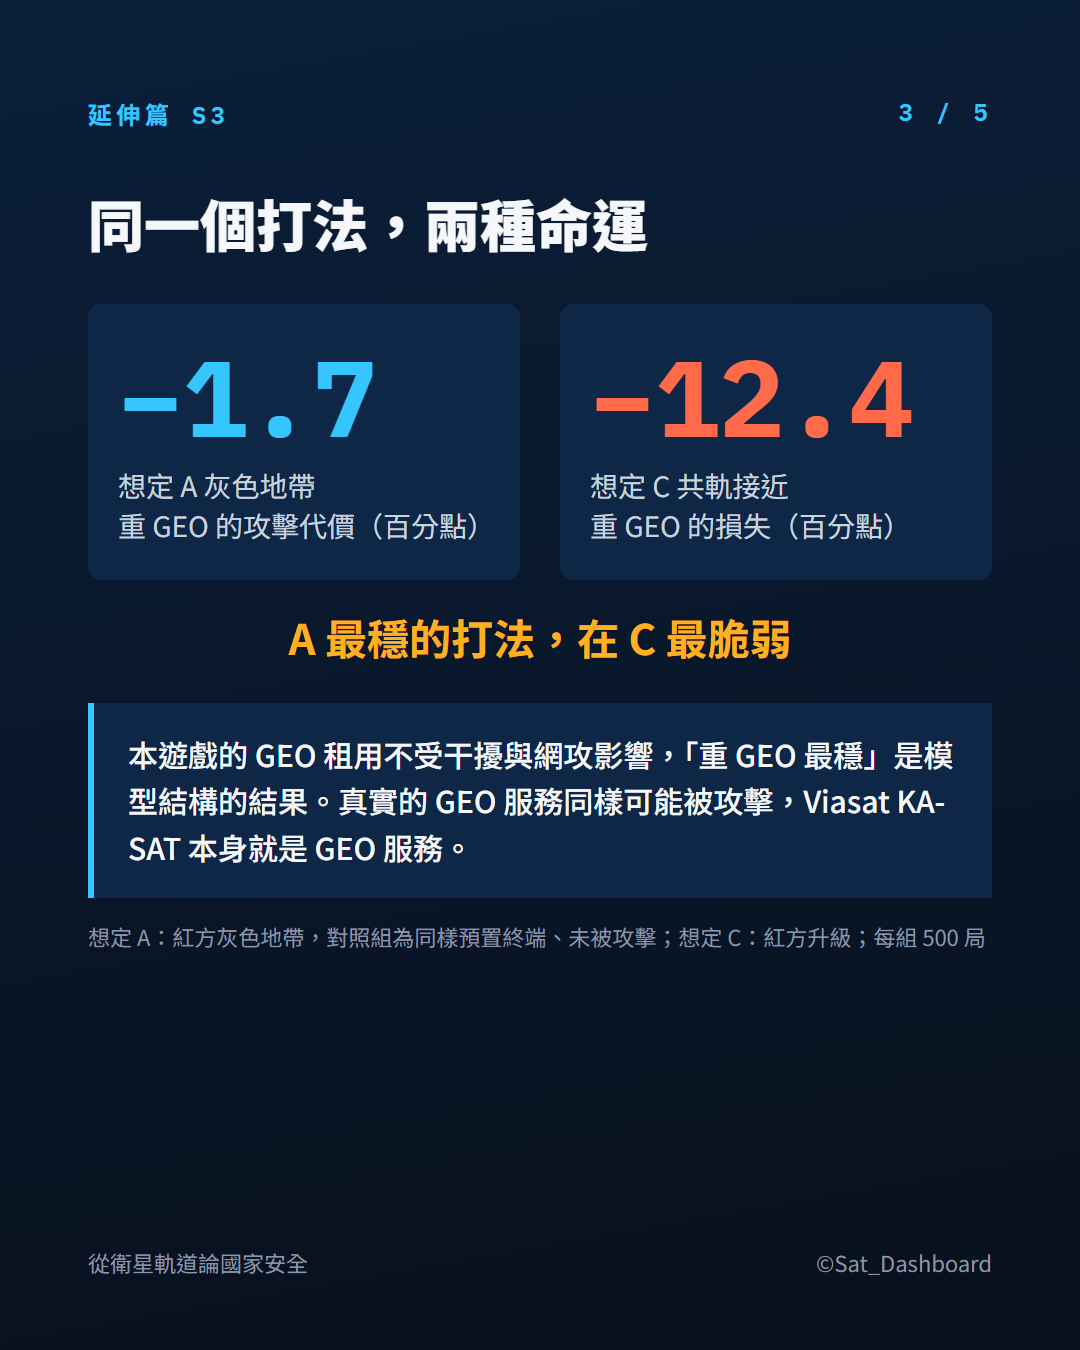 延伸篇 S3
3 / 5
同一個打法，兩種命運
−1.7
想定 A 灰色地帶
重 GEO 的攻擊代價（百分點）
−12.4
想定 C 共軌接近
重 GEO 的損失（百分點）
A 最穩的打法，在 C 最脆弱
本遊戲的 GEO 租用不受干擾與網攻影響，「重 GEO 最穩」是模
型結構的結果。真實的 GEO 服務同樣可能被攻擊，Viasat KA-
SAT 本身就是 GEO 服務。
想定 A：紅方灰色地帶，對照組為同樣預置終端、未被攻擊；想定 C：紅方升級；每組 500 局
從衛星軌道論國家安全
©Sat_Dashboard